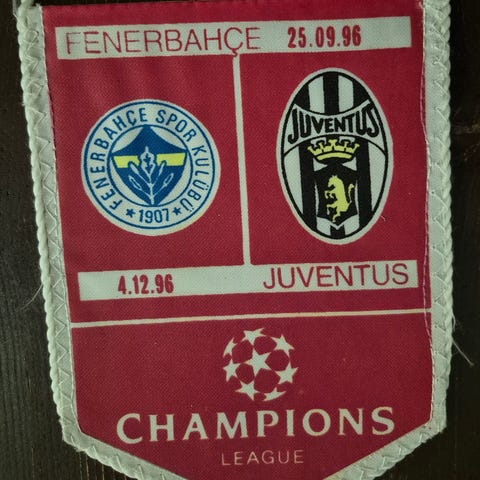 FENERBAHÇE 25.09.96
FENERBAHÇE SPOR KULÜBÜ
★ 1907 ★
JUVENTUS
4.12.96 JUVENTUS
CHAMPIONS
LEAGUE